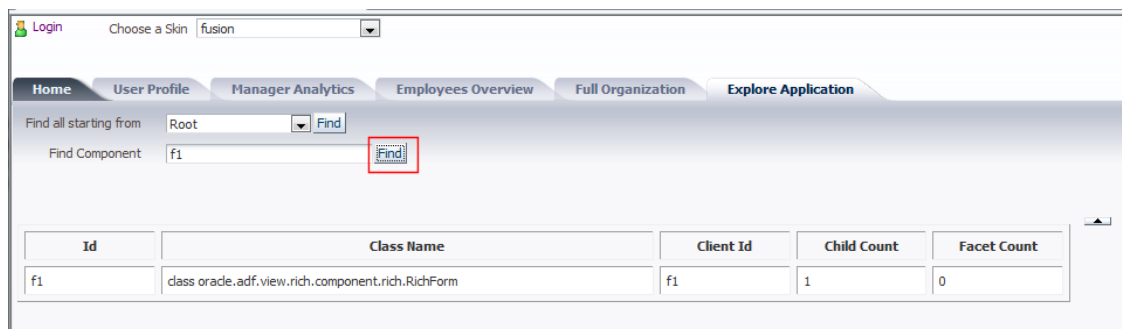 Login Choose a Skin fusion
Home User Profile Manager Analytics Employees Overview Full Organization Explore Application
Find all starting from Root Find
Find Component f1 Find
Id Class Name Client Id Child Count Facet Count
f1 class oracle.adf.view.rich.component.rich.RichForm f1 1 0